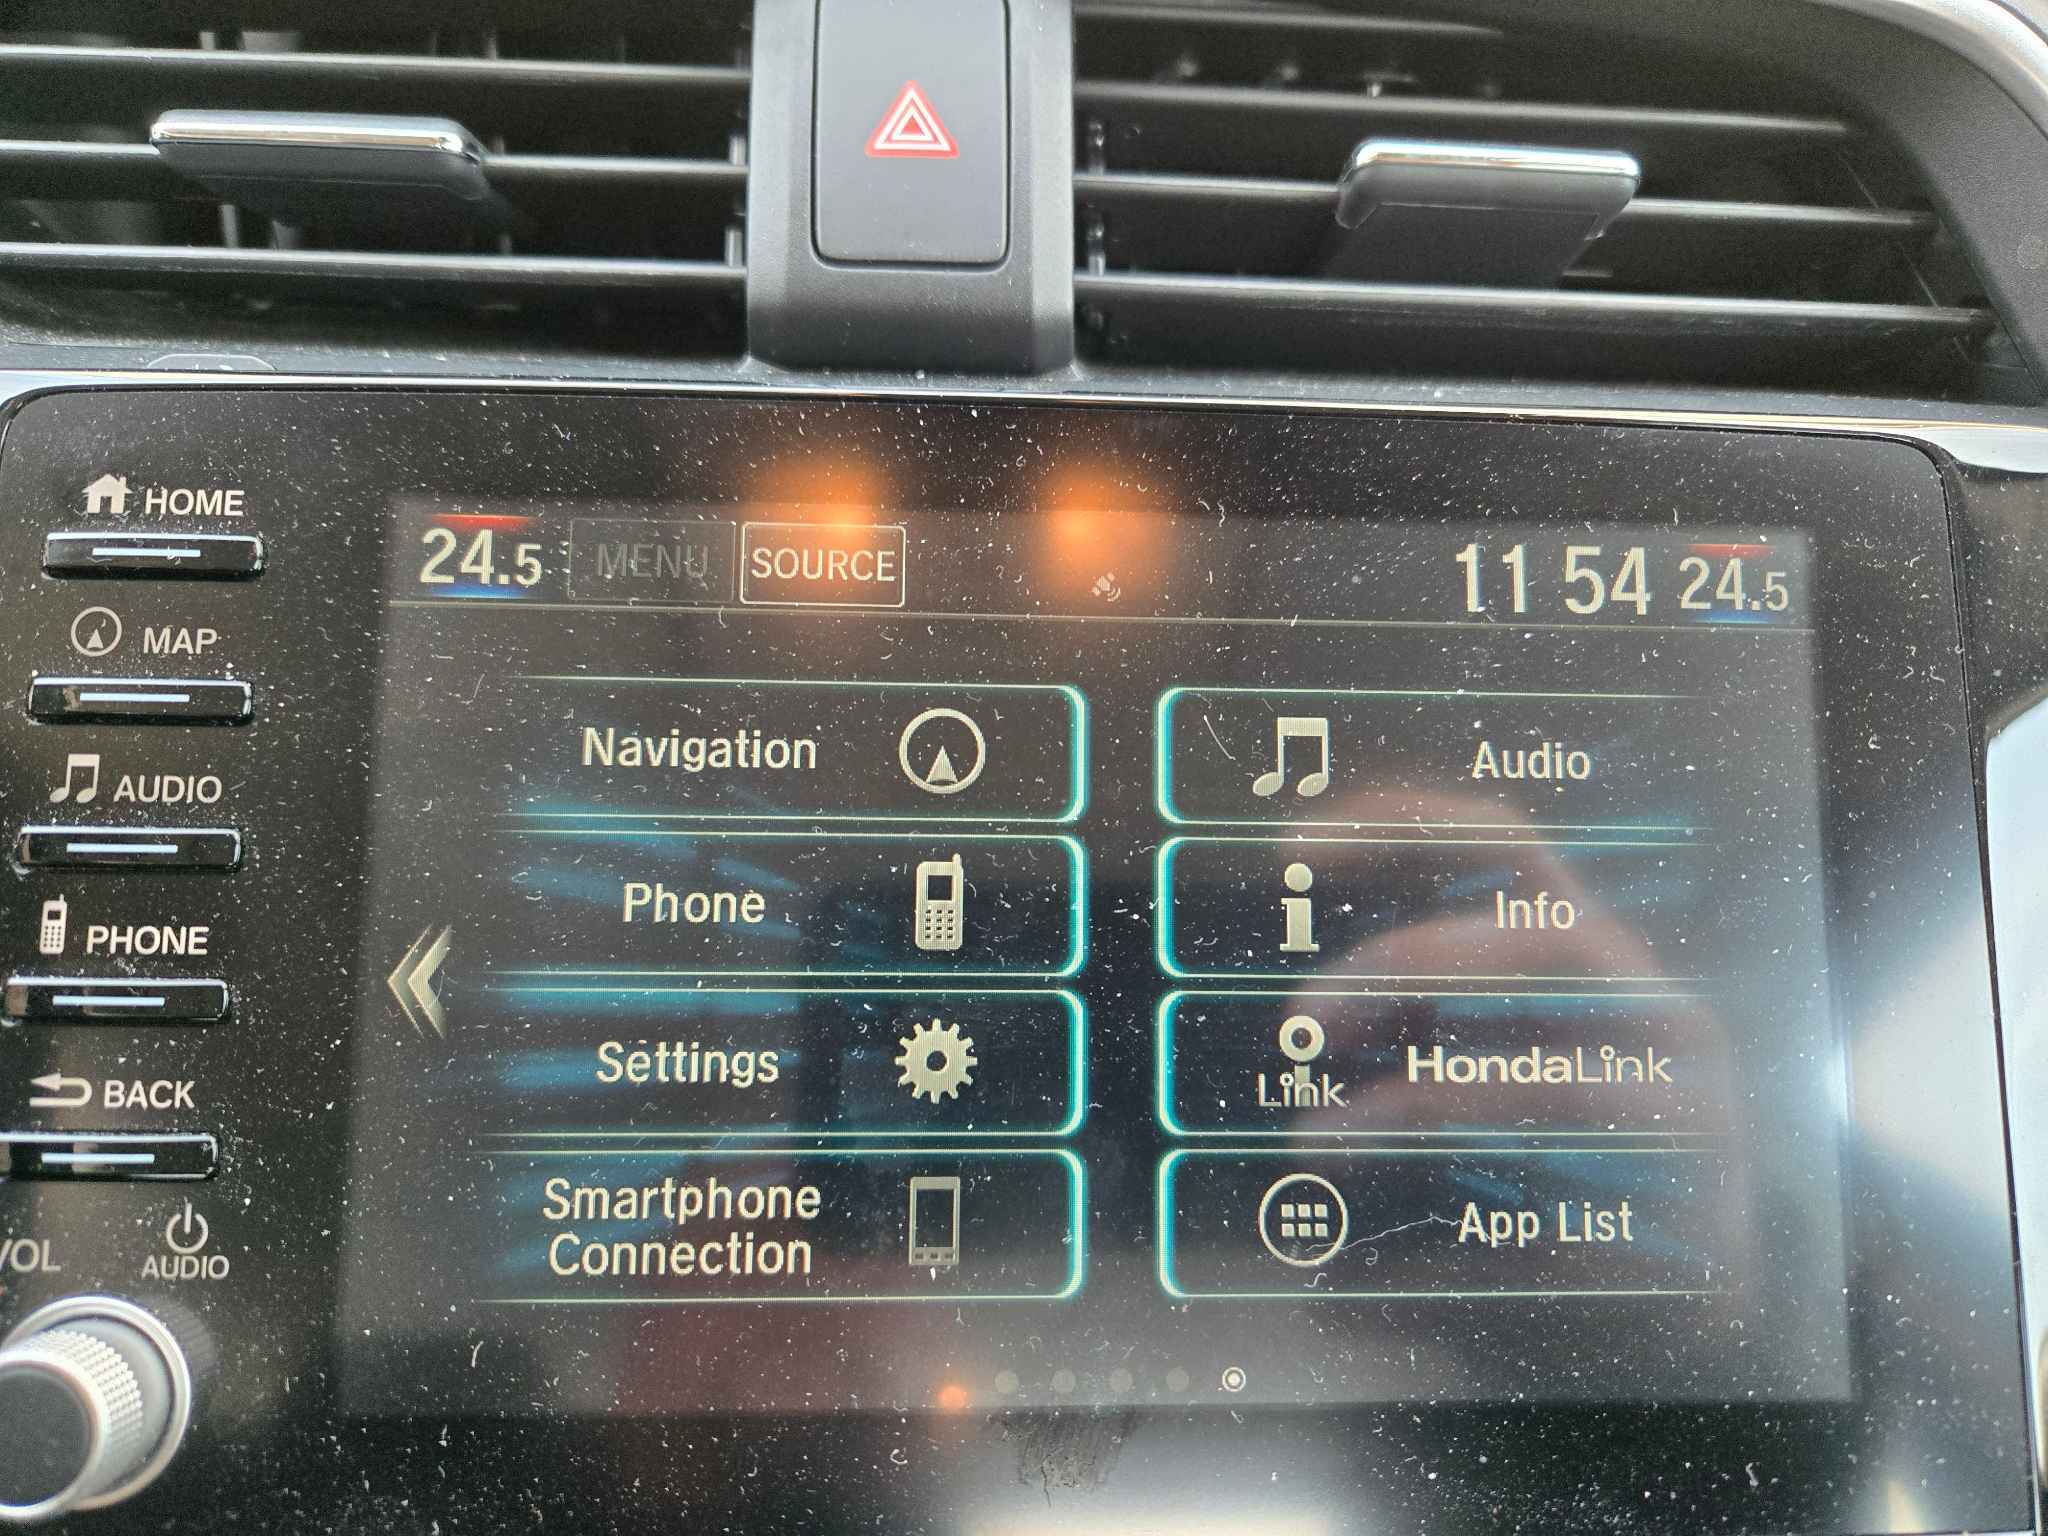 HOME
MAP
AUDIO
PHONE
BACK
VOL
AUDIO
24.5 MENU SOURCE 11 54 24.5
Navigation
Audio
Phone
Info
Settings
Link
HondaLink
Smartphone
Connection
App List